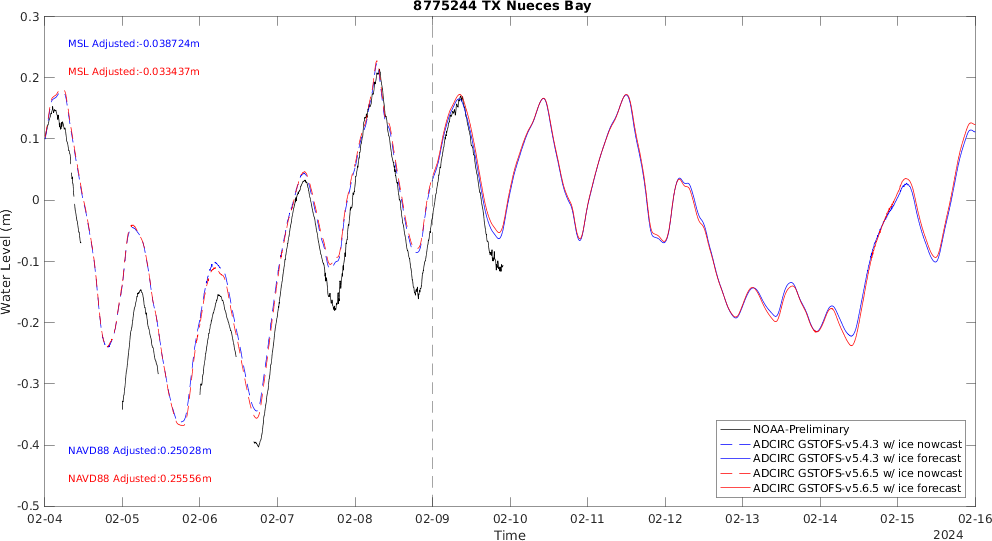 8775244 TX Nueces Bay
0.3
0.2
0.1
0
-0.1
-0.2
-0.3
-0.4
-0.5
Water Level (m)
MSL Adjusted:-0.038724m
MSL Adjusted:-0.033437m
NAVD88 Adjusted:0.25028m
NAVD88 Adjusted:0.25556m
NOAA-Preliminary
ADCIRC GSTOFS-v5.4.3 w/ ice nowcast
ADCIRC GSTOFS-v5.4.3 w/ ice forecast
ADCIRC GSTOFS-v5.6.5 w/ ice nowcast
ADCIRC GSTOFS-v5.6.5 w/ ice forecast
02-04 02-05 02-06 02-07 02-08 02-09 02-10 02-11 02-12 02-13 02-14 02-15 02-16
Time
2024